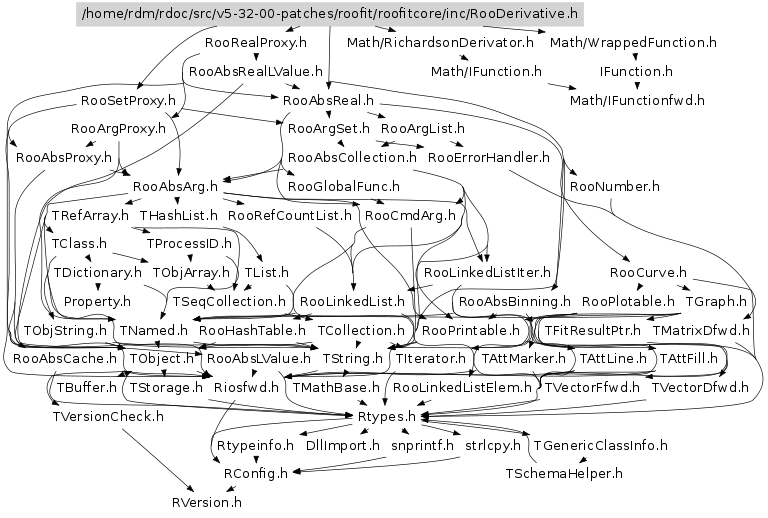 /home/rdm/rdoc/src/v5-32-00-patches/roofit/roofitcore/inc/RooDerivative.h
RooRealProxy.h
Math/RichardsonDerivator.h
Math/WrappedFunction.h
RooAbsRealLValue.h
Math/IFunction.h
IFunction.h
RooSetProxy.h
RooAbsReal.h
Math/IFunctionfwd.h
RooArgProxy.h
RooArgSet.h
RooArgList.h
RooAbsProxy.h
RooAbsCollection.h
RooErrorHandler.h
RooAbsArg.h
RooGlobalFunc.h
RooNumber.h
TRefArray.h
THashList.h
RooRefCountList.h
RooCmdArg.h
TClass.h
TProcessID.h
TDictionary.h
TObjArray.h
TList.h
RooLinkedListIter.h
RooCurve.h
Property.h
TSeqCollection.h
RooLinkedList.h
RooAbsBinning.h
RooPlotable.h
TGraph.h
TObjString.h
TNamed.h
RooHashTable.h
TCollection.h
RooPrintable.h
TFitResultPtr.h
TMatrixDfwd.h
RooAbsCache.h
TObject.h
RooAbsLValue.h
TString.h
TIterator.h
TAttMarker.h
TAttLine.h
TAttFill.h
TBuffer.h
TStorage.h
Riosfwd.h
TMathBase.h
RooLinkedListElem.h
TVectorFfwd.h
TVectorDfwd.h
TVersionCheck.h
Rtypes.h
Rtypeinfo.h
DllImport.h
snprintf.h
strlcpy.h
TGenericClassInfo.h
RConfig.h
TSchemaHelper.h
RVersion.h